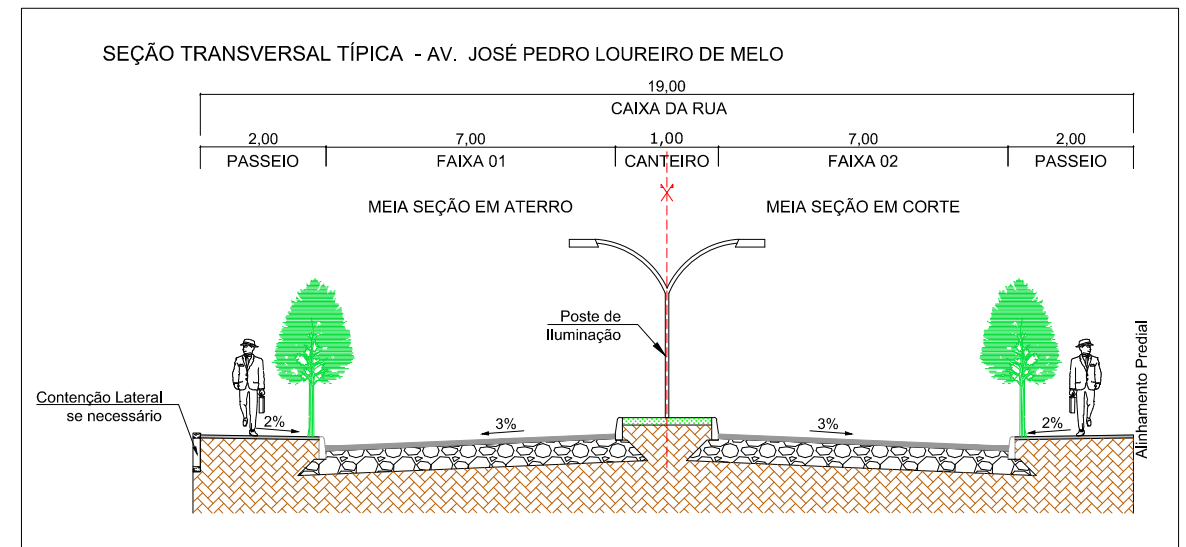 SEÇÃO TRANSVERSAL TÍPICA - AV. JOSÉ PEDRO LOUREIRO DE MELO
19,00
CAIXA DA RUA
2,00 7,00 1,00 7,00 2,00
PASSEIO FAIXA 01 CANTEIRO FAIXA 02 PASSEIO
MEIA SEÇÃO EM ATERRO MEIA SEÇÃO EM CORTE
Poste de
Iluminação
Contenção Lateral
se necessário
2% 3% 3% 2%
Alinhamento Predial